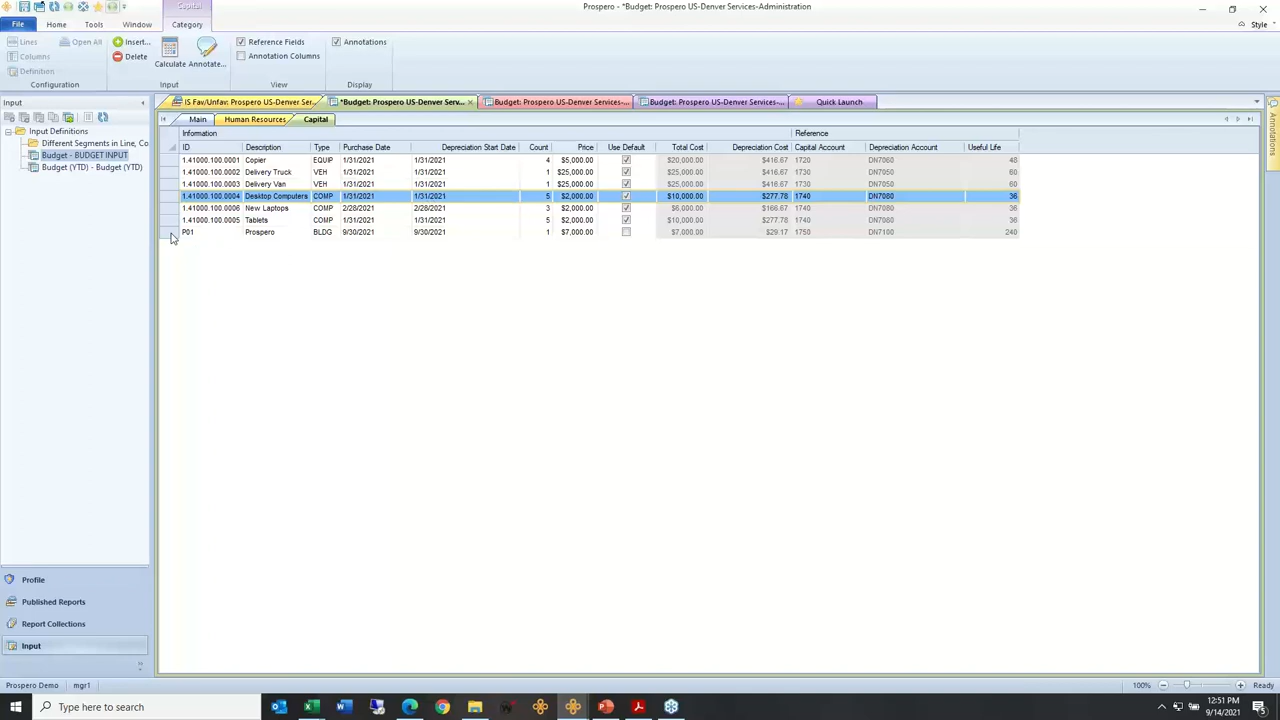 Prospero - *Budget: Prospero US-Denver Services-Administration
Capital
File Home Tools Window Category Style
Lines Open All Insert... Reference Fields Annotations
Columns Delete Calculate Annotate... Annotation Columns
Definition
Configuration Input View Display
Input
IS Fav/Unfav: Prospero US-Denver Ser... *Budget: Prospero US-Denver Serv... Budget: Prospero US-Denver Services-... Budget: Prospero US-Denver Services-... Quick Launch
Main Human Resources Capital
Input Definitions
Different Segments in Line, Co
Budget - BUDGET INPUT
Budget (YTD) - Budget (YTD)
Information Reference
ID Description Type Purchase Date Depreciation Start Date Count Price Use Default Total Cost Depreciation Cost Capital Account Depreciation Account Useful Life
1.41000.100.0001 Copier EQUIP 1/31/2021 1/31/2021 4 $5,000.00 $20,000.00 $416.67 1720 DN7060 48
1.41000.100.0002 Delivery Truck VEH 1/31/2021 1/31/2021 1 $25,000.00 $25,000.00 $416.67 1730 DN7050 60
1.41000.100.0003 Delivery Van VEH 1/31/2021 1/31/2021 1 $25,000.00 $25,000.00 $416.67 1730 DN7050 60
1.41000.100.0004 Desktop Computers COMP 1/31/2021 1/31/2021 5 $2,000.00 $10,000.00 $277.78 1740 DN7080 36
1.41000.100.0006 New Laptops COMP 2/28/2021 2/28/2021 3 $2,000.00 $6,000.00 $166.67 1740 DN7080 36
1.41000.100.0005 Tablets COMP 1/31/2021 1/31/2021 5 $2,000.00 $10,000.00 $277.78 1740 DN7080 36
P01 Prospero BLDG 9/30/2021 9/30/2021 1 $7,000.00 $7,000.00 $29.17 1750 DN7100 240
Annotations
Profile
Published Reports
Report Collections
Input
Prospero Demo mgr1 100% Ready
Type here to search
12:51 PM
9/14/2021
5